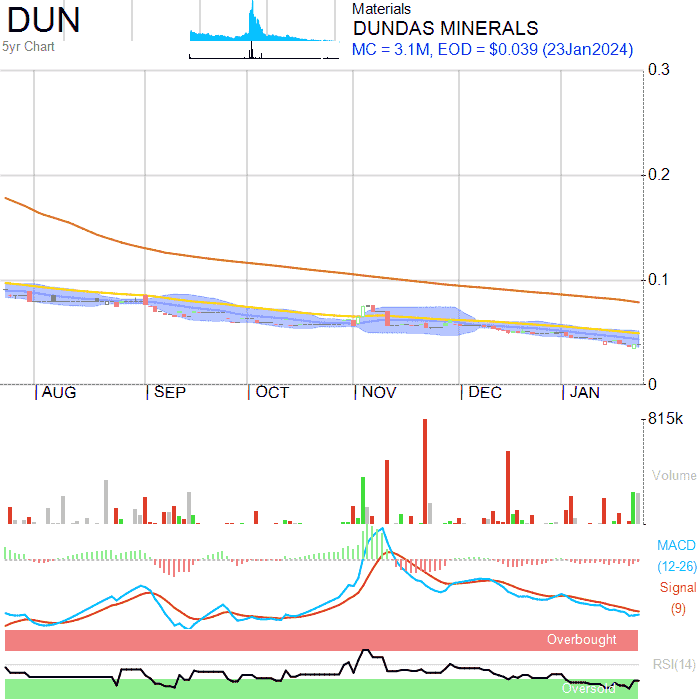 DUN
5yr Chart
Materials
DUNDAS MINERALS
MC = 3.1M, EOD = $0.039 (23Jan2024)
0.3
0.2
0.1
0
AUG SEP OCT NOV DEC JAN
815k
Volume
MACD
(12-26)
Signal
(9)
Overbought
RSI(14)
Oversold